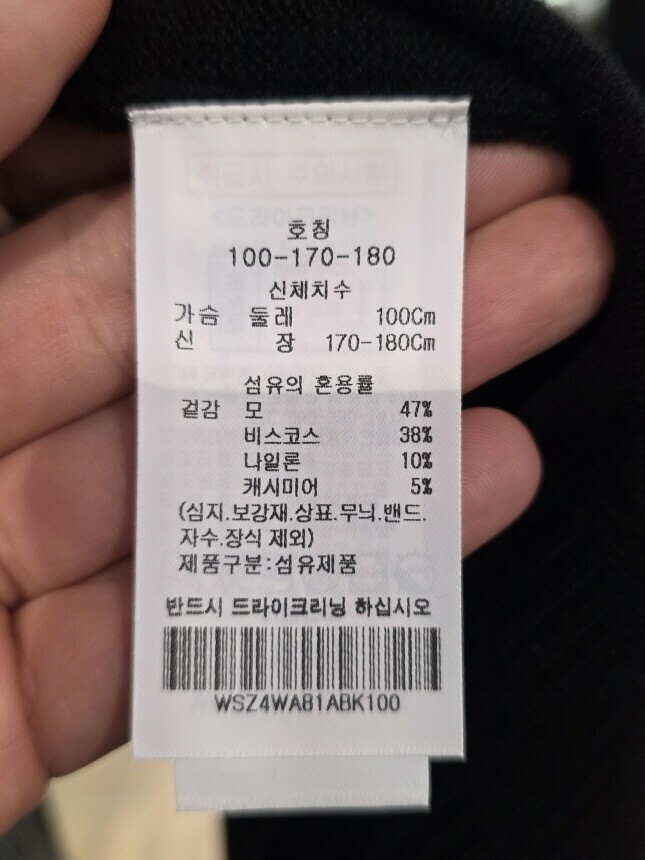 호칭
100-170-180
신체치수
가슴 둘레 100Cm
신 장 170-180Cm
섬유의 혼용률
겉감 모 47%
비스코스 38%
나일론 10%
캐시미어 5%
(심지.보강재.상표.무늬.밴드.
자수.장식 제외)
제품구분:섬유제품
반드시 드라이크리닝 하십시오
WSZ4WA81ABK100